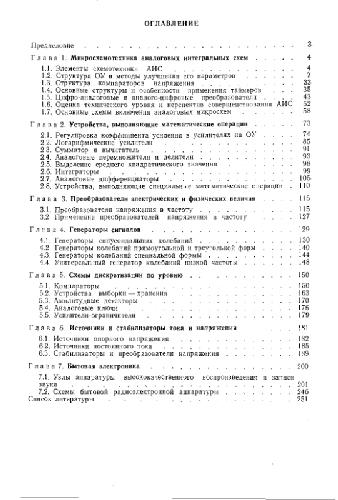 ОГЛАВЛЕНИЕ
Предисловие 3
Глава 1. Микросхемотехника аналоговых интегральных схем 4
1.1. Элементы схемотехники АИС 4
1.2. Структура ОУ и методы улучшения его параметров 7
1.3. Структура компараторов напряжения 33
1.4. Основные структуры и особенности применения таймеров 38
1.5. Цифро-аналоговые и аналого-цифровые преобразователи 43
1.6. Оценка технического уровня и перспектив совершенствования АИС 52
1.7. Основные схемы включения аналоговых микросхем 58
Глава 2. Устройства, выполняющие математические операции 73
2.1. Регулировка коэффициента усиления в усилителях на ОУ 74
2.2. Логарифмические усилители 85
2.3. Сумматор и вычитатель 91
2.4. Аналоговые перемножители и делители 93
2.5. Выделение среднего квадратического значения 98
2.6. Интеграторы 99
2.7. Аналоговые дифференциаторы 105
2.8. Устройства, выполняющие специальные математические операции 110
Глава 3. Преобразователи электрических и физических величин 115
3.1. Преобразователи напряжения в частоту 115
3.2. Применение преобразователей напряжения в частоту 127
Глава 4. Генераторы сигналов 29
4.1. Генераторы синусоидальных колебаний 130
4.2. Генераторы колебаний прямоугольной и треугольной форм 140
4.3. Генераторы колебаний специальной формы 144
4.4. Универсальный генератор колебаний низкой частоты 148
Глава 5. Схемы дискретизации по уровню 150
5.1. Компараторы 150
5.2. Устройства выборки — хранения 163
5.3. Амплитудные детекторы 170
5.4. Аналоговые ключи 176
5.5. Усилители-ограничители 179
Глава 6. Источники и стабилизаторы тока и напряжения 181
6.1. Источники опорного напряжения 182
6.2. Источники постоянного тока 185
6.3. Стабилизаторы и преобразователи напряжения 189
Глава 7. Бытовая электроника 200
7.1. Узлы аппаратуры высококачественного воспроизведения и записи
звука 201
7.2. Схемы бытовой радиоэлектронной аппаратуры 246
Список литературы 251